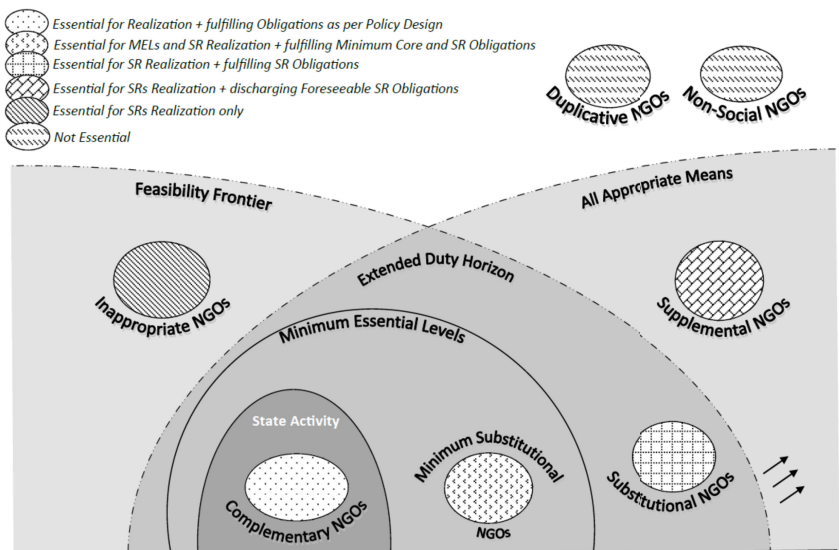 Essential for Realization + fulfilling Obligations as per Policy Design
Essential for MELs and SR Realization + fulfilling Minimum Core and SR Obligations
Essential for SR Realization + fulfilling SR Obligations
Essential for SRs Realization + discharging Foreseeable SR Obligations
Essential for SRs Realization only
Not Essential
Duplicative NGOs
Non-Social NGOs
Feasibility Frontier
All Appropriate Means
Extended Duty Horizon
Inappropriate NGOs
Supplemental NGOs
Minimum Essential Levels
State Activity
Complementary NGOs
Minimum Substitutional
NGOs
Substitutional NGOs